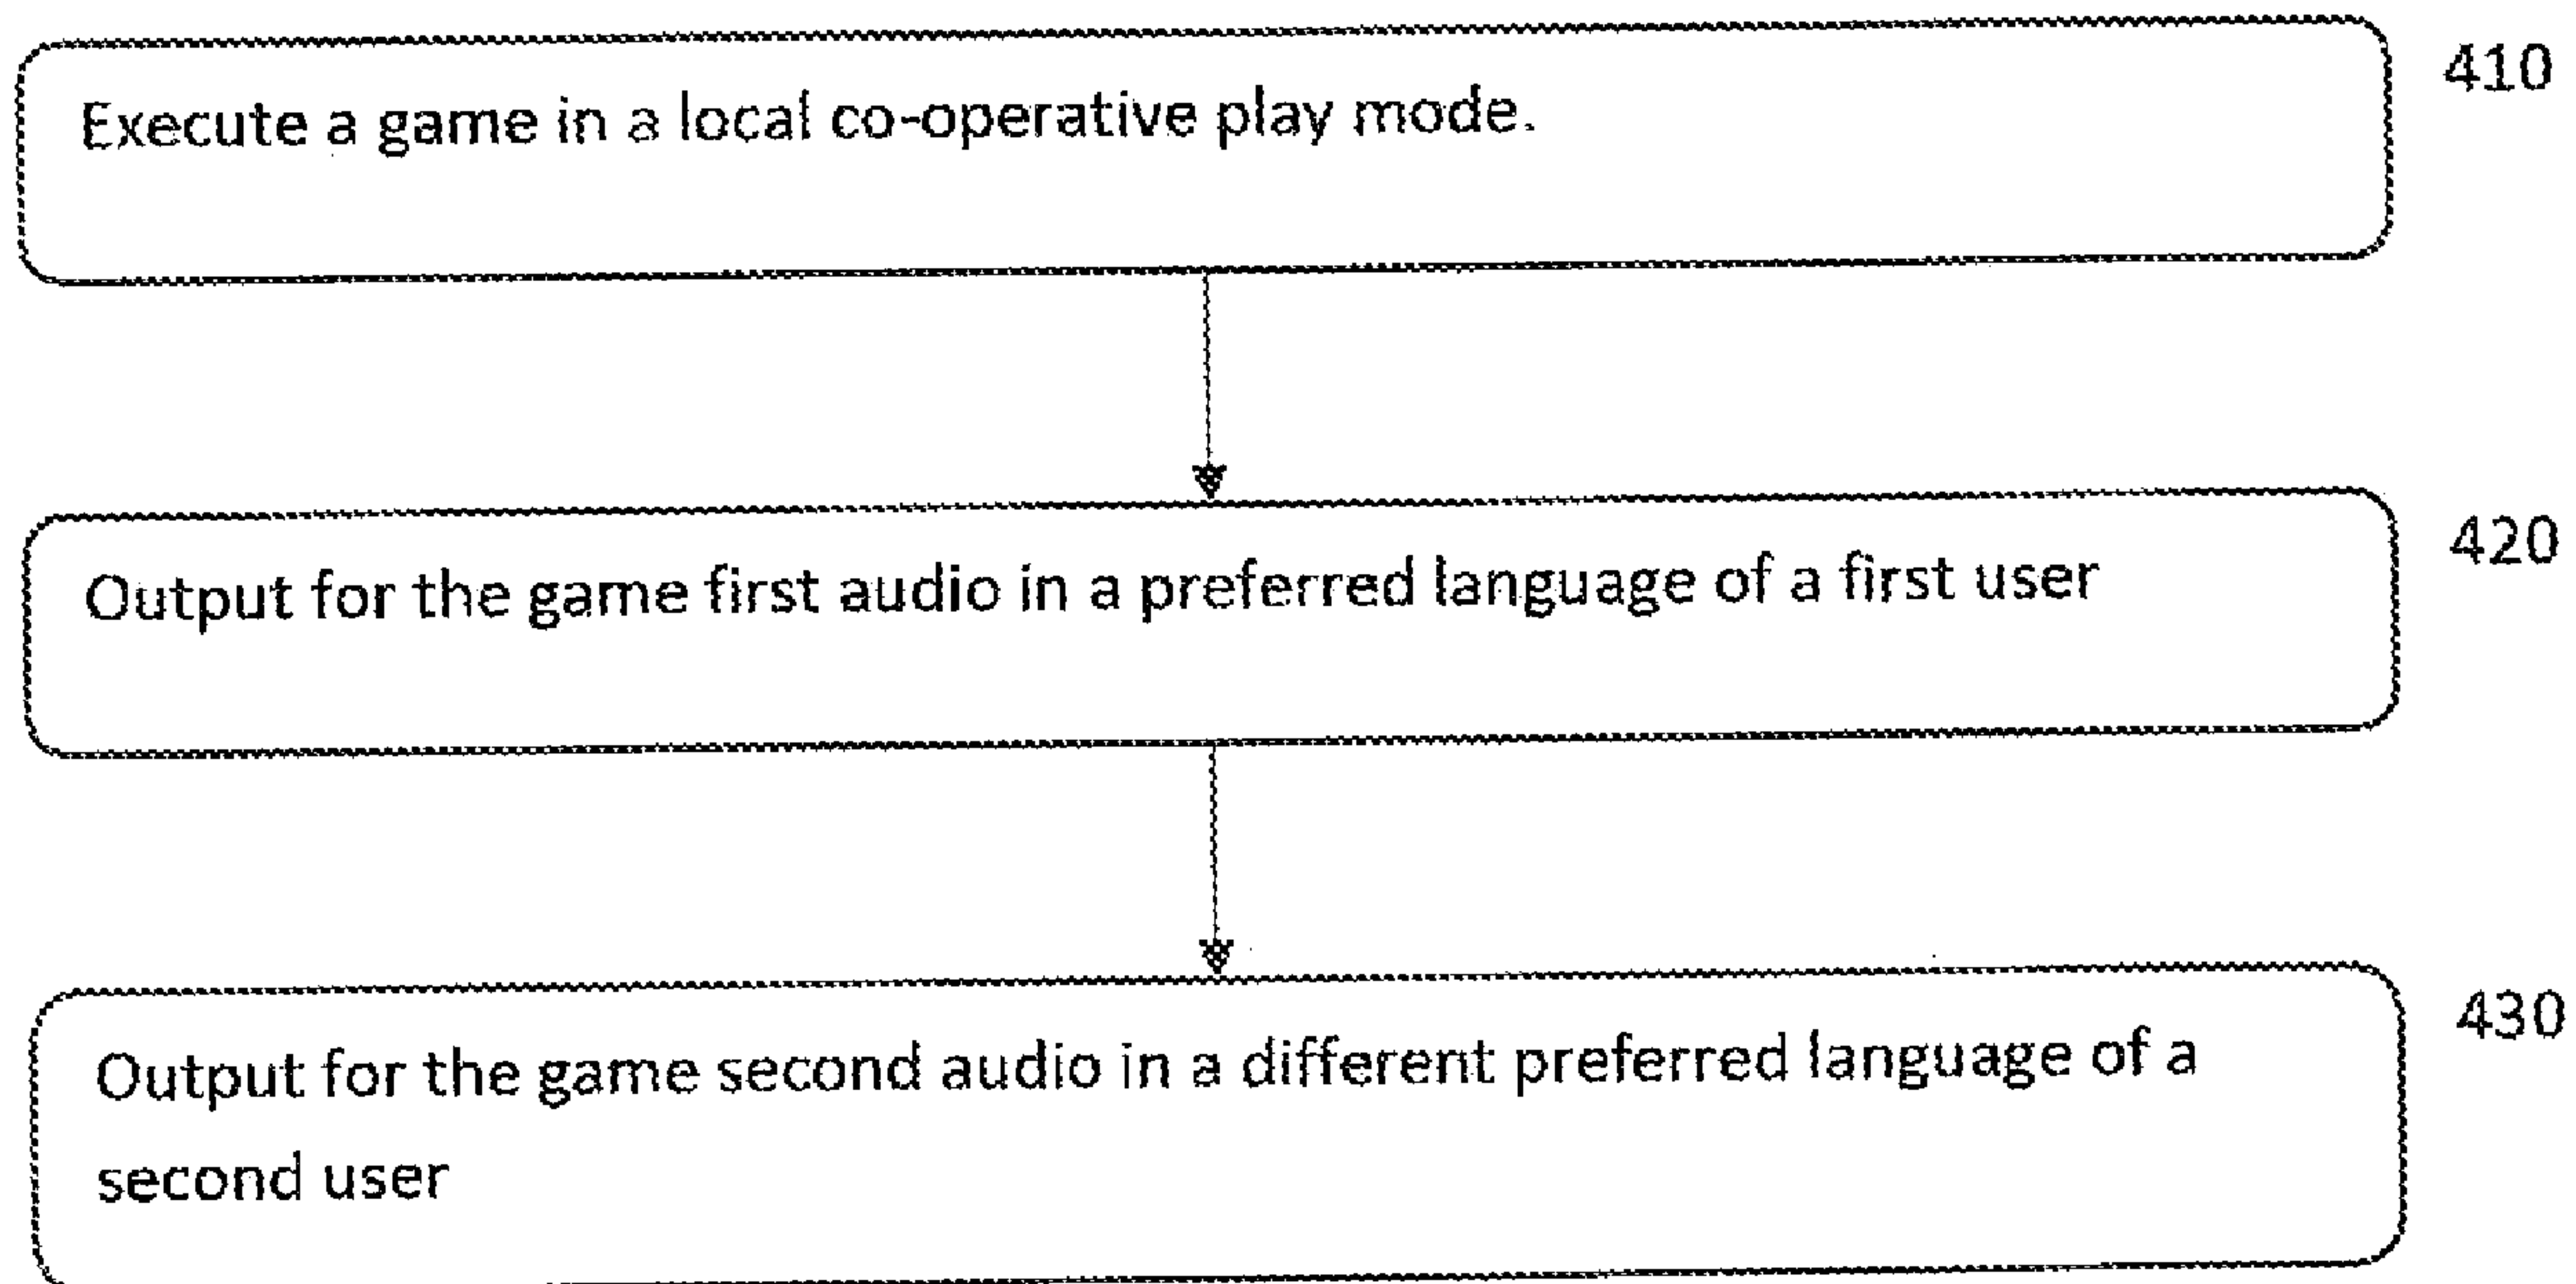 Execute a game in a local co-operative play mode.
410
Output for the game first audio in a preferred language of a first user
420
Output for the game second audio in a different preferred language of a
second user
430